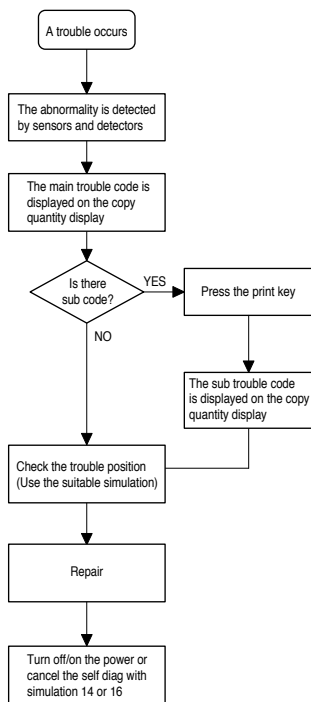 A trouble occurs
The abnormality is detected
by sensors and detectors
The main trouble code is
displayed on the copy
quantity display
Is there
sub code?
YES
Press the print key
NO
The sub trouble code
is displayed on the copy
quantity display
Check the trouble position
(Use the suitable simulation)
Repair
Turn off/on the power or
cancel the self diag with
simulation 14 or 16